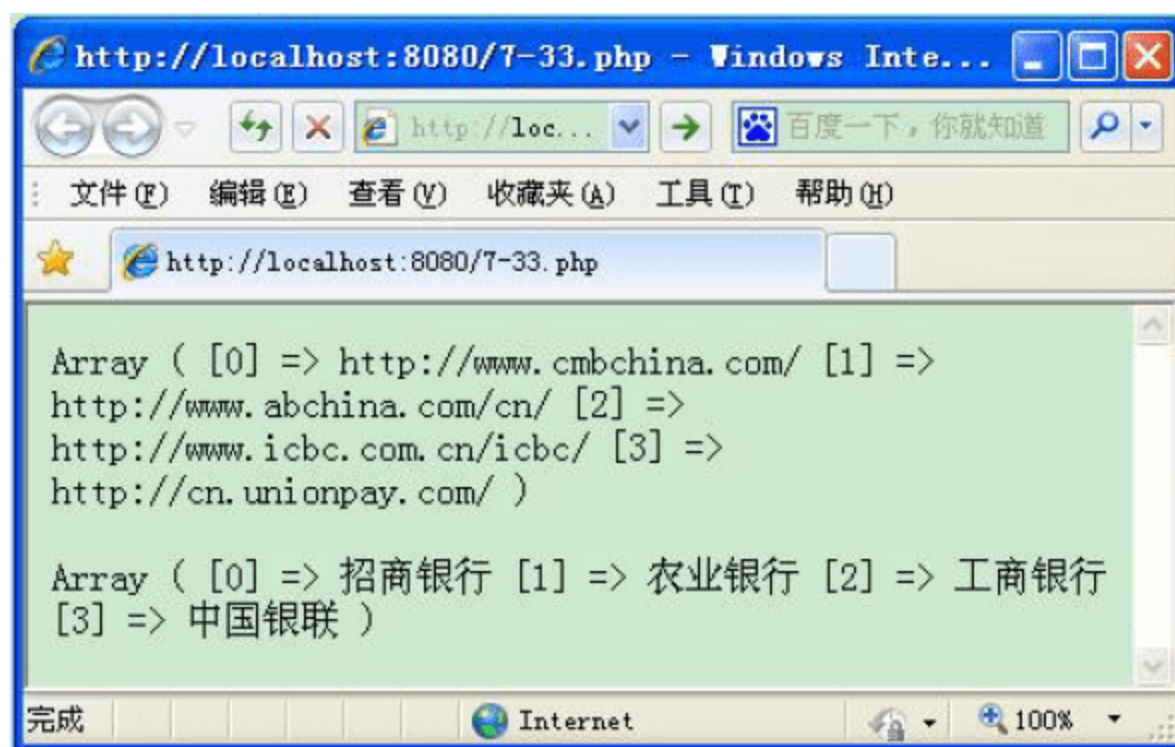 http://localhost:8080/7-33.php - Windows Inte...
http://loc... 百度一下，你就知道
文件(F) 编辑(E) 查看(V) 收藏夹(A) 工具(T) 帮助(H)
http://localhost:8080/7-33.php
Array ( [0] => http://www.cmbchina.com/ [1] =>
http://www.abchina.com/cn/ [2] =>
http://www.icbc.com.cn/icbc/ [3] =>
http://cn.unionpay.com/ )
Array ( [0] => 招商银行 [1] => 农业银行 [2] => 工商银行
[3] => 中国银联 )
完成 Internet 100%